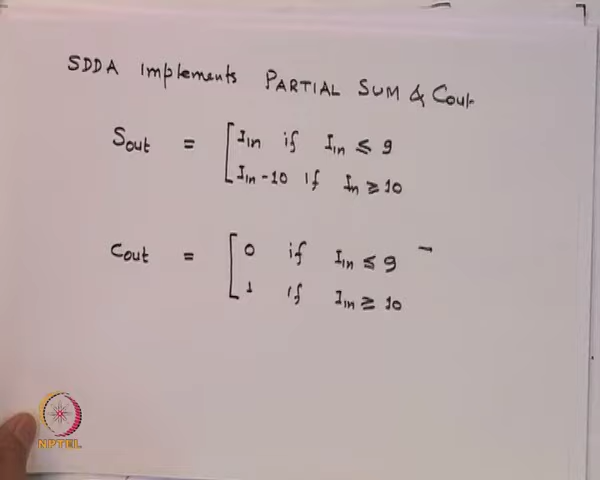 SDDA Implements PARTIAL SUM & Cout
Sout = [ Iin if Iin ≤ 9
Iin - 10 if In ≥ 10
Cout = [ 0 if Iin ≤ 9 -
1 if Iin ≥ 10
NPTEL